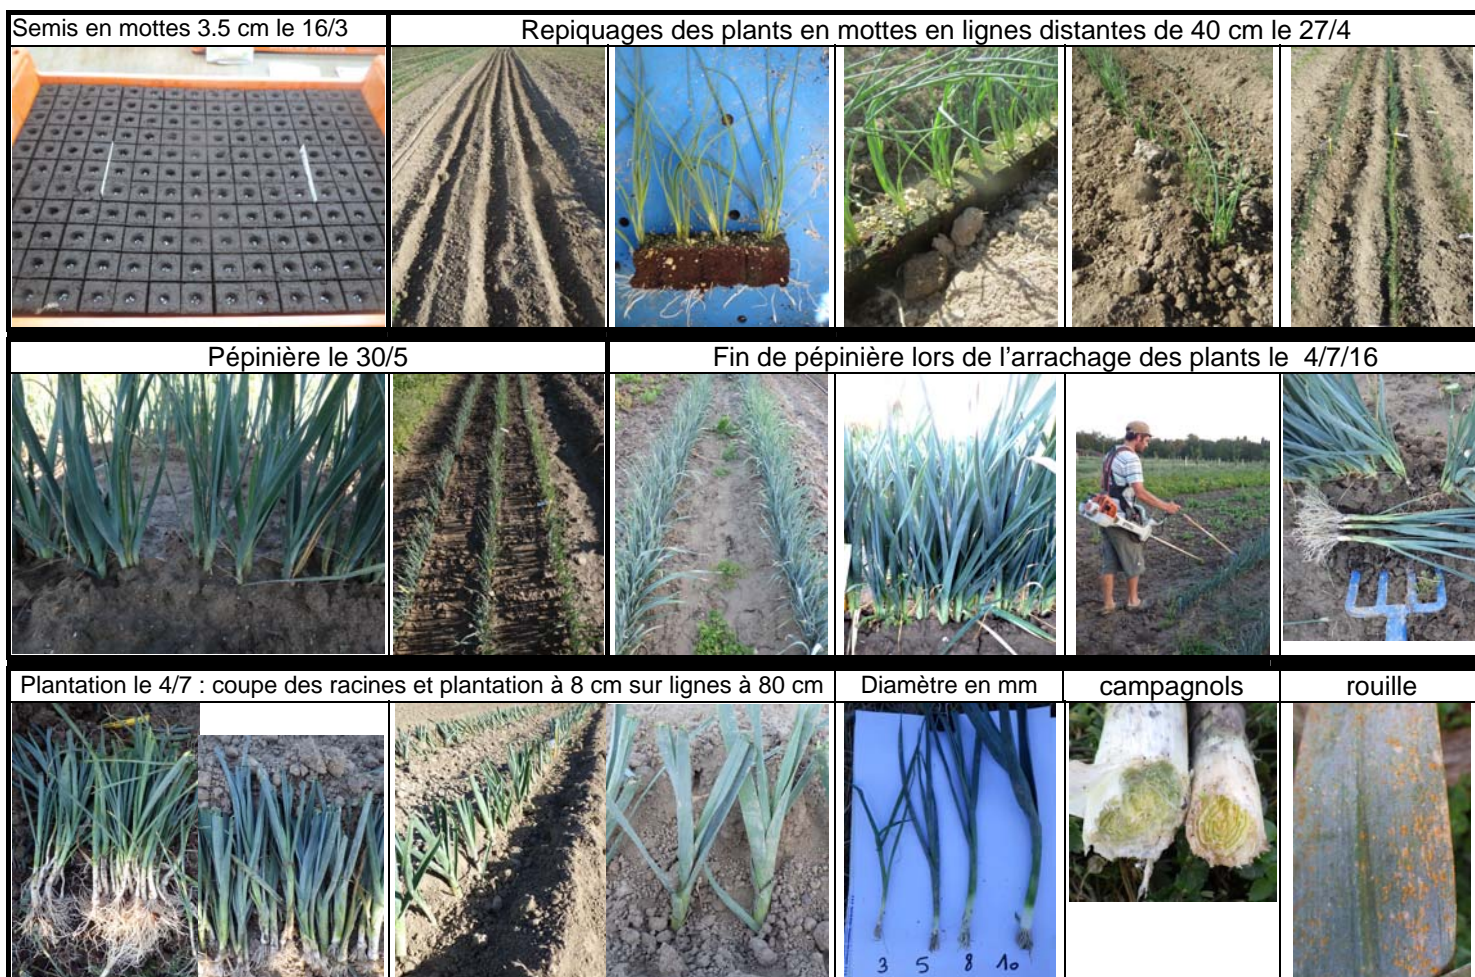 Semis en mottes 3.5 cm le 16/3
Repiquages des plants en mottes en lignes distantes de 40 cm le 27/4
Pépinière le 30/5
Fin de pépinière lors de l'arrachage des plants le 4/7/16
Plantation le 4/7 : coupe des racines et plantation à 8 cm sur lignes à 80 cm
Diamètre en mm
campagnols
rouille
3 5 8 10